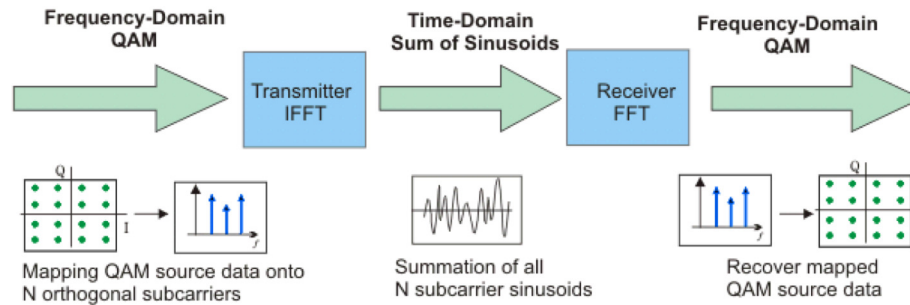 Frequency-Domain
QAM
Time-Domain
Sum of Sinusoids
Frequency-Domain
QAM
Transmitter
IFFT
Receiver
FFT
Q
I
f
f
Mapping QAM source data onto
N orthogonal subcarriers
Summation of all
N subcarrier sinusoids
Recover mapped
QAM source data